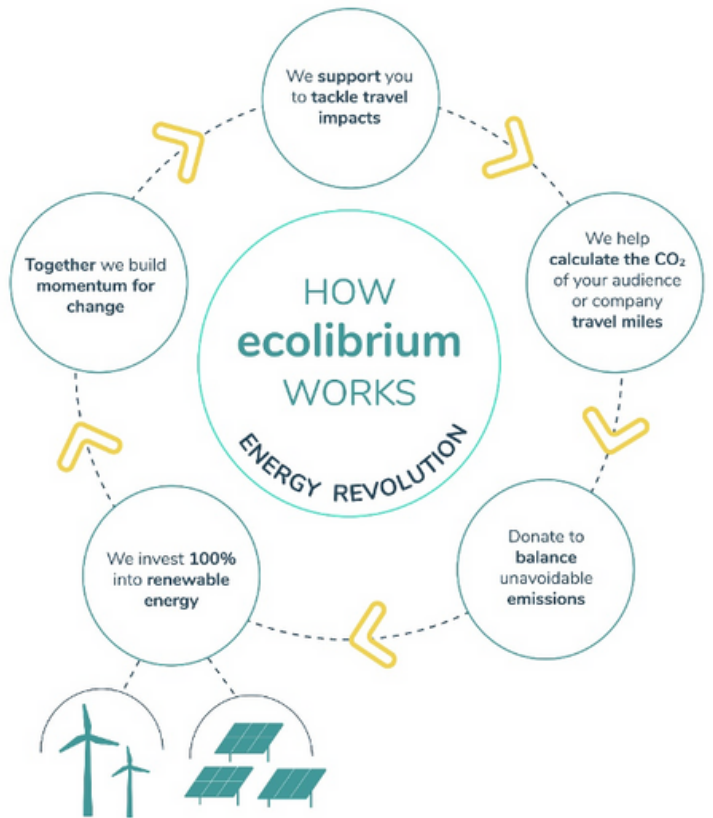 We support you
to tackle travel
impacts
We help
calculate the CO₂
of your audience
or company
travel miles
Donate to
balance
unavoidable
emissions
We invest 100%
into renewable
energy
Together we build
momentum for
change
HOW
ecolibrium
WORKS
ENERGY REVOLUTION